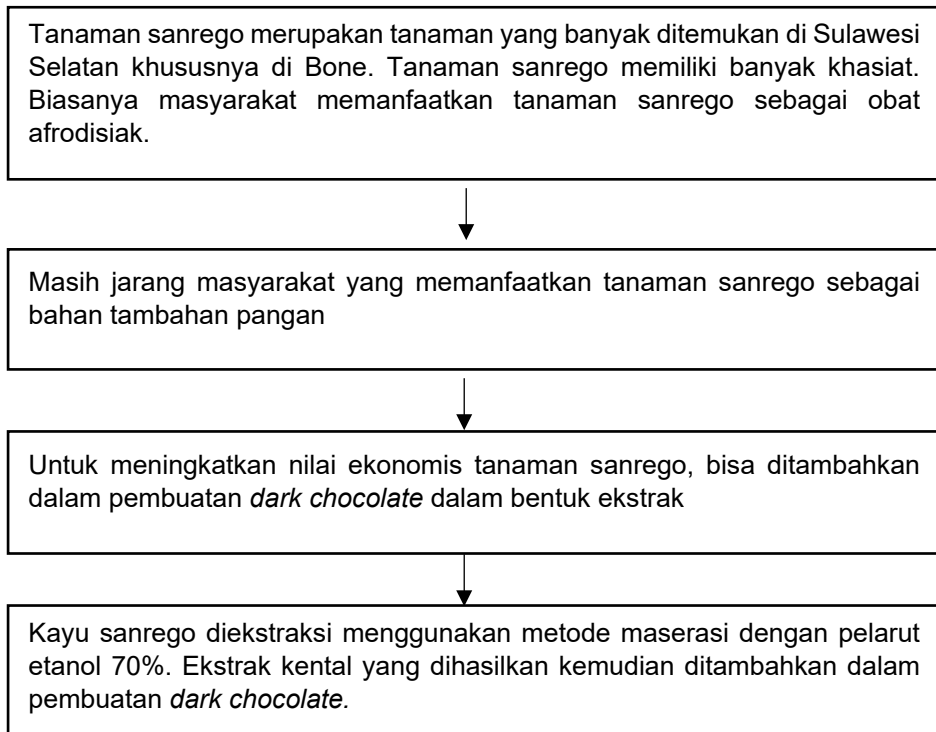 Tanaman sanrego merupakan tanaman yang banyak ditemukan di Sulawesi
Selatan khususnya di Bone. Tanaman sanrego memiliki banyak khasiat.
Biasanya masyarakat memanfaatkan tanaman sanrego sebagai obat
afrodisiak.
Masih jarang masyarakat yang memanfaatkan tanaman sanrego sebagai
bahan tambahan pangan
Untuk meningkatkan nilai ekonomis tanaman sanrego, bisa ditambahkan
dalam pembuatan dark chocolate dalam bentuk ekstrak
Kayu sanrego diekstraksi menggunakan metode maserasi dengan pelarut
etanol 70%. Ekstrak kental yang dihasilkan kemudian ditambahkan dalam
pembuatan dark chocolate.